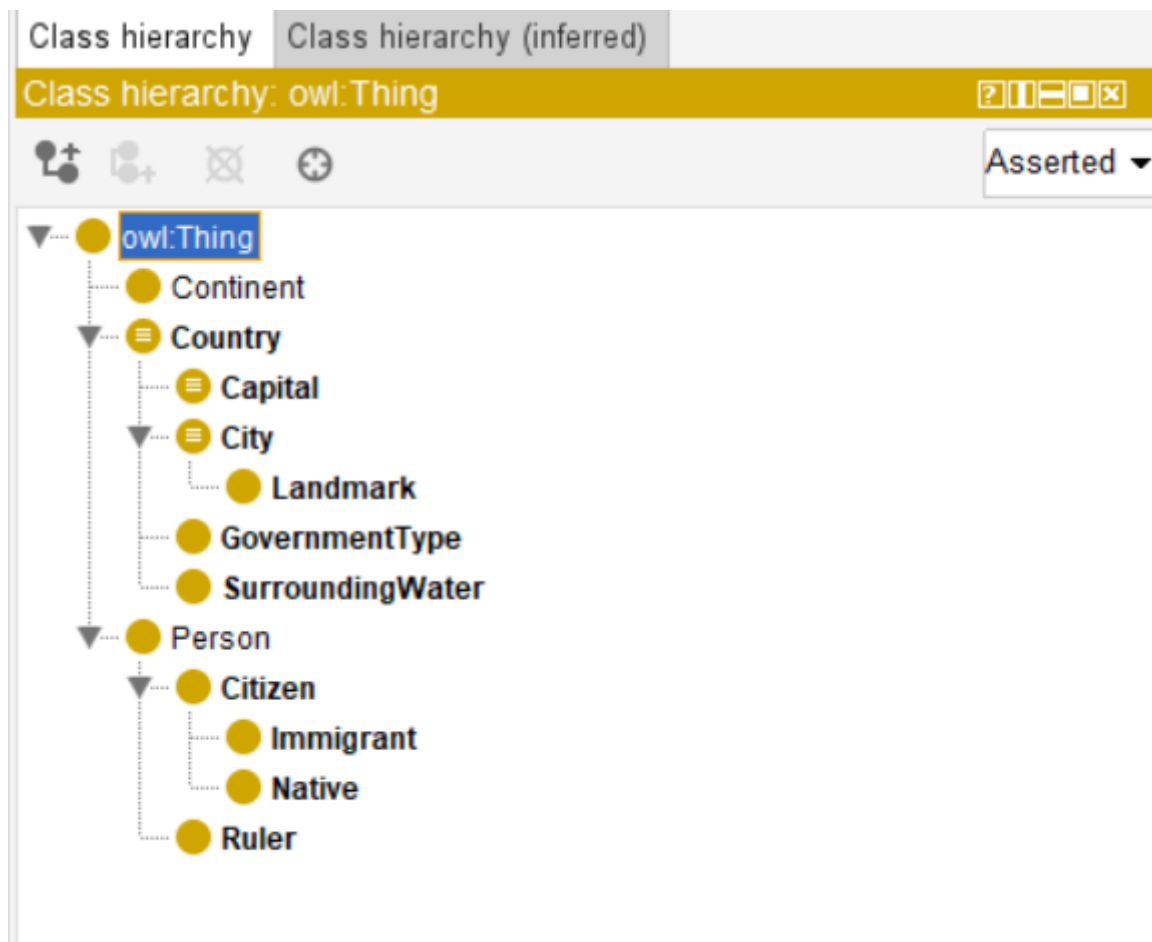 Class hierarchy Class hierarchy (inferred)
Class hierarchy: owl:Thing
Asserted
owl:Thing
Continent
Country
Capital
City
Landmark
GovernmentType
SurroundingWater
Person
Citizen
Immigrant
Native
Ruler